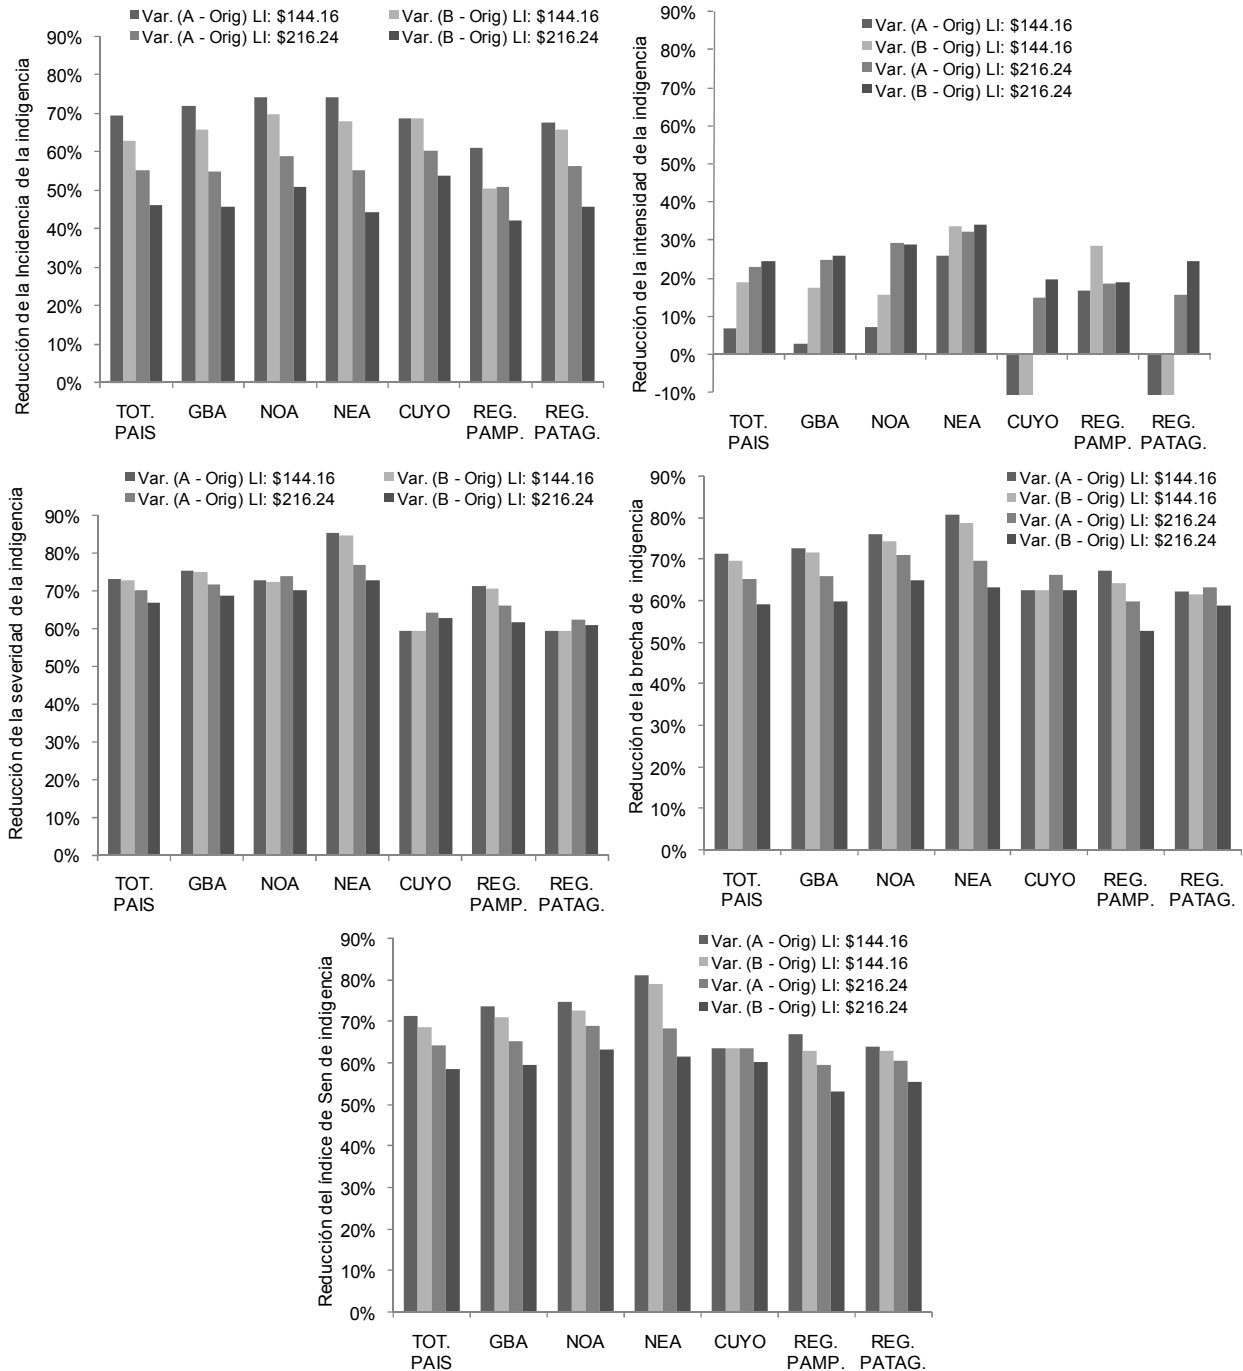 Var. (A - Orig) LI: $144.16 Var. (B - Orig) LI: $144.16
Var. (A - Orig) LI: $216.24 Var. (B - Orig) LI: $216.24
Reducción de la Incidencia de la indigencia
90%
80%
70%
60%
50%
40%
30%
20%
10%
0%
TOT. PAIS GBA NOA NEA CUYO REG. PAMP. REG. PATAG.
Var. (A - Orig) LI: $144.16
Var. (B - Orig) LI: $144.16
Var. (A - Orig) LI: $216.24
Var. (B - Orig) LI: $216.24
Reducción de la intensidad de la indigencia
90%
80%
70%
60%
50%
40%
30%
20%
10%
0%
-10%
TOT. PAIS GBA NOA NEA CUYO REG. PAMP. REG. PATAG.
Var. (A - Orig) LI: $144.16 Var. (B - Orig) LI: $144.16
Var. (A - Orig) LI: $216.24 Var. (B - Orig) LI: $216.24
Reducción de la severidad de la indigencia
90%
80%
70%
60%
50%
40%
30%
20%
10%
0%
TOT. PAIS GBA NOA NEA CUYO REG. PAMP. REG. PATAG.
Var. (A - Orig) LI: $144.16
Var. (B - Orig) LI: $144.16
Var. (A - Orig) LI: $216.24
Var. (B - Orig) LI: $216.24
Reducción de la brecha de indigencia
90%
80%
70%
60%
50%
40%
30%
20%
10%
0%
TOT. PAIS GBA NOA NEA CUYO REG. PAMP. REG. PATAG.
Var. (A - Orig) LI: $144.16
Var. (B - Orig) LI: $144.16
Var. (A - Orig) LI: $216.24
Var. (B - Orig) LI: $216.24
Reducción del índice de Sen de indigencia
90%
80%
70%
60%
50%
40%
30%
20%
10%
0%
TOT. PAIS GBA NOA NEA CUYO REG. PAMP. REG. PATAG.